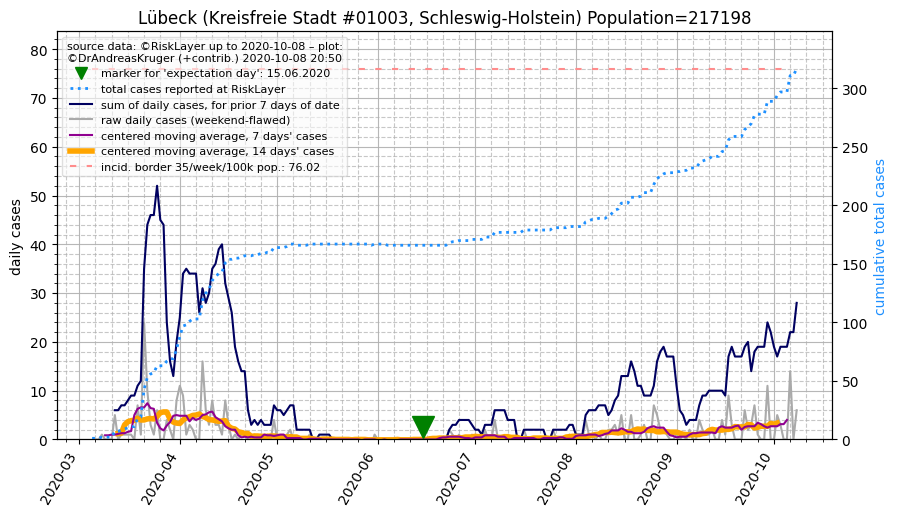 Lübeck (Kreisfreie Stadt #01003, Schleswig-Holstein) Population=217198
source data: ©RiskLayer up to 2020-10-08 – plot:
©DrAndreasKruger (+contrib.) 2020-10-08 20:50
marker for 'expectation day': 15.06.2020
total cases reported at RiskLayer
sum of daily cases, for prior 7 days of date
raw daily cases (weekend-flawed)
centered moving average, 7 days' cases
centered moving average, 14 days' cases
incid. border 35/week/100k pop.: 76.02
daily cases
80
70
60
50
40
30
20
10
0
cumulative total cases
300
250
200
150
100
50
0
2020-03
2020-04
2020-05
2020-06
2020-07
2020-08
2020-09
2020-10